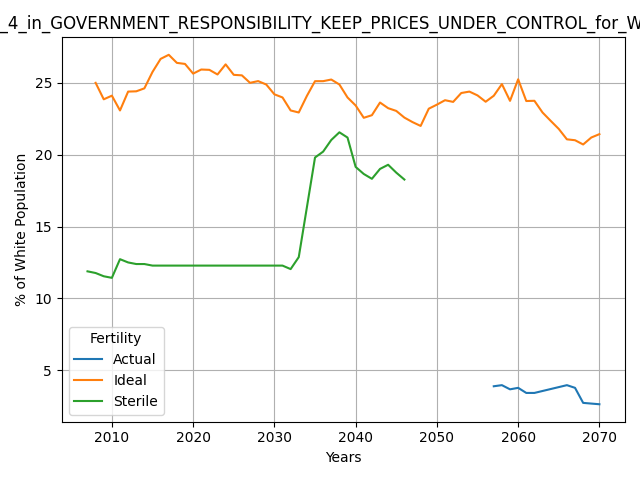 _4_in_GOVERNMENT_RESPONSIBILITY_KEEP_PRICES_UNDER_CONTROL_for_W
% of White Population
25
20
15
10
5
Fertility
Actual
Ideal
Sterile
2010 2020 2030 2040 2050 2060 2070
Years